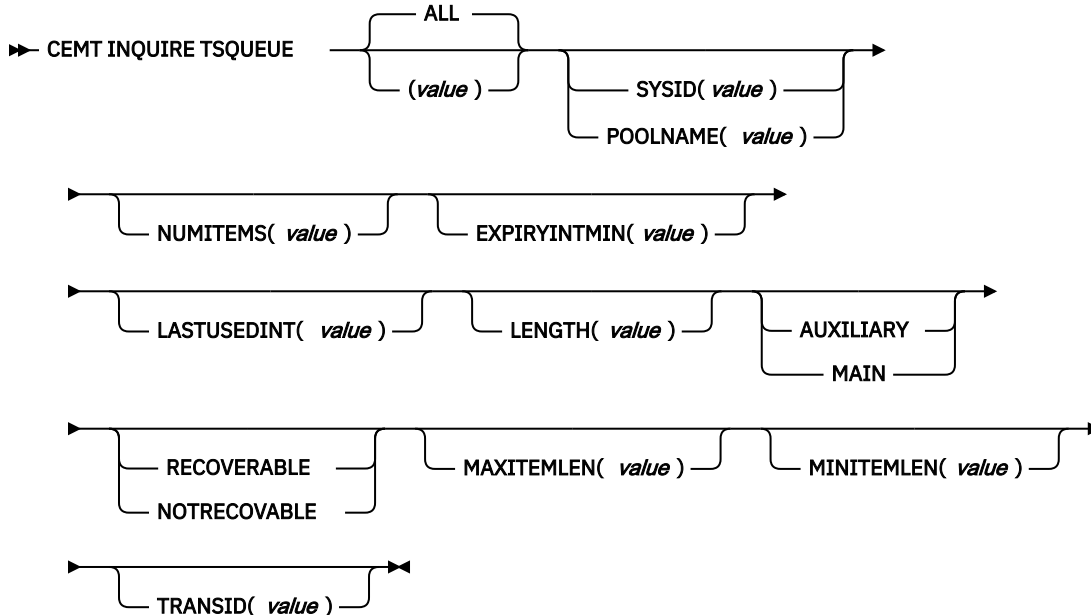 ALL
CEMT INQUIRE TSQUEUE
(value )
SYSID( value )
POOLNAME( value )
NUMITEMS( value ) EXPIRYINTMIN( value )
LASTUSEDINT( value ) LENGTH( value ) AUXILIARY
MAIN
RECOVERABLE MAXITEMLEN( value ) MINITEMLEN( value )
NOTRECOVABLE
TRANSID( value )